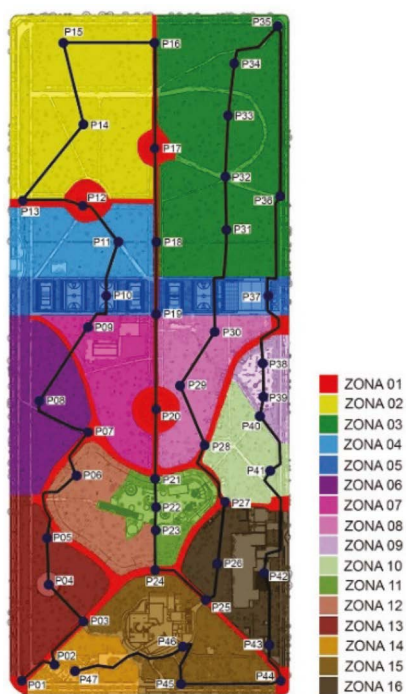 P35
P15
P16
P34
P33
P14
P17
P32
P36
P12
P13
P31
P11
P18
P10
P37
P19
P09
P30
P38
P29
P39
P08
P20
P40
P07
P28
P41
P06
P21
P27
P22
P23
P05
P26
P24
P42
P04
P25
P03
P46
P43
P02
P47
P01
P45
P44
ZONA 01
ZONA 02
ZONA 03
ZONA 04
ZONA 05
ZONA 06
ZONA 07
ZONA 08
ZONA 09
ZONA 10
ZONA 11
ZONA 12
ZONA 13
ZONA 14
ZONA 15
ZONA 16